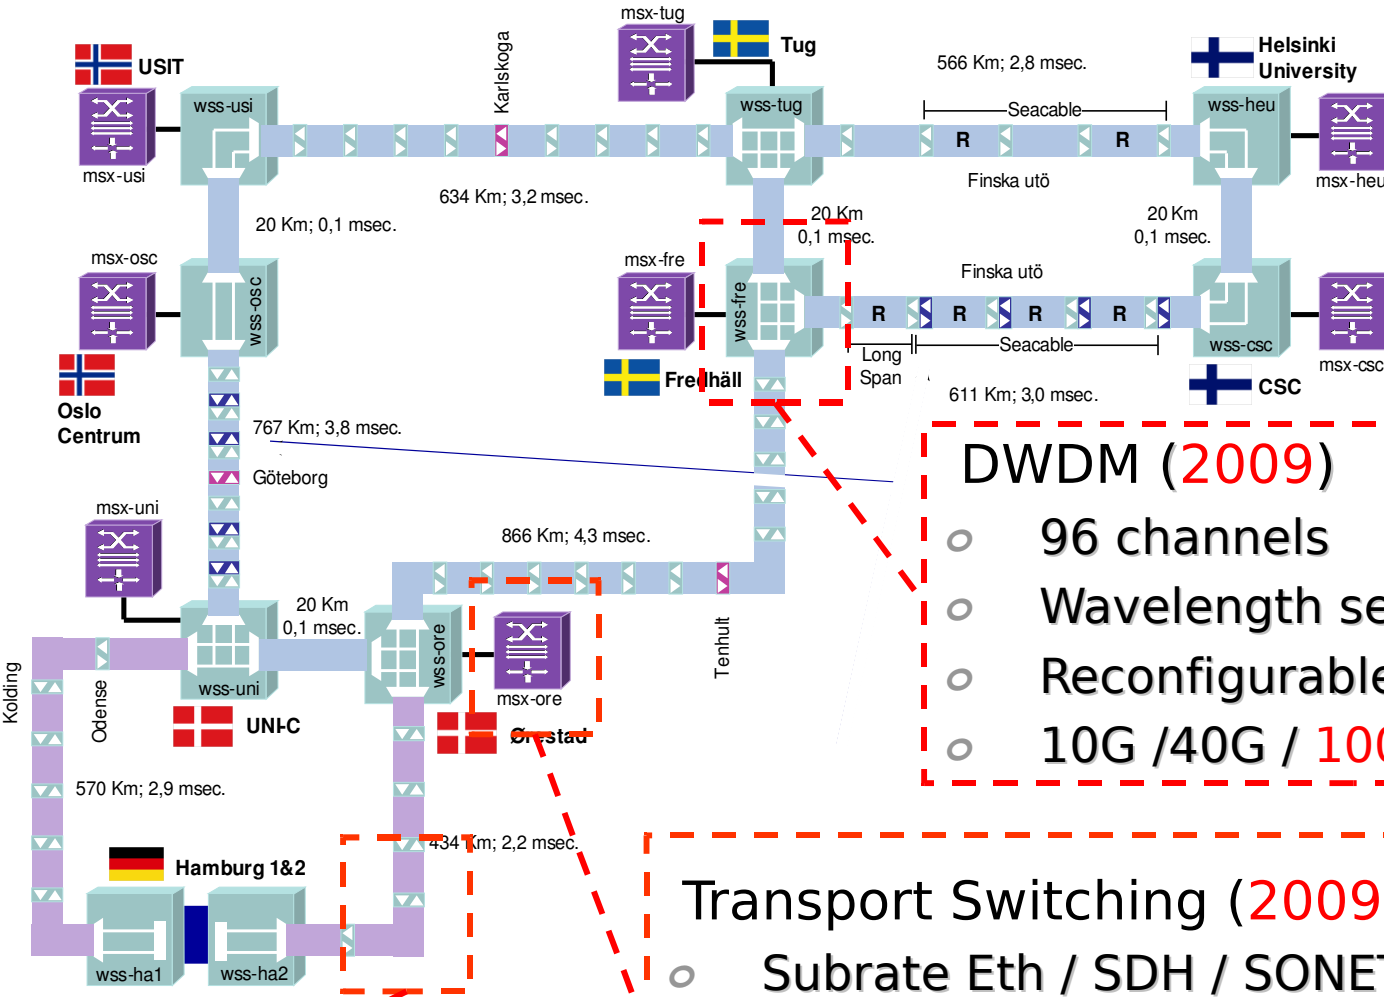 msx-tug
Tug
Karlskoga
USIT
566 Km; 2,8 msec.
Helsinki
University
wss-usi
wss-tug
Seacable
wss-heu
R
R
msx-usi
Finska utö
msx-heu
634 Km; 3,2 msec.
20 Km; 0,1 msec.
20 Km
0,1 msec.
20 Km
0,1 msec.
msx-osc
msx-fre
Finska utö
wss-osc
wss-fre
R
R
R
R
wss-csc
Seacable
Long
Span
msx-csc
Fredhäll
CSC
611 Km; 3,0 msec.
Oslo
Centrum
767 Km; 3,8 msec.
Göteborg
DWDM (2009)
96 channels
Wavelength se
Reconfigurable
10G /40G / 100
msx-uni
866 Km; 4,3 msec.
20 Km
0,1 msec.
wss-ore
wss-uni
msx-ore
Tenhult
Kolding
Odense
UNI-C
Ørestad
570 Km; 2,9 msec.
434 Km; 2,2 msec.
Hamburg 1&2
wss-ha1
wss-ha2
Transport Switching (2009
Subrate Eth / SDH / SONET